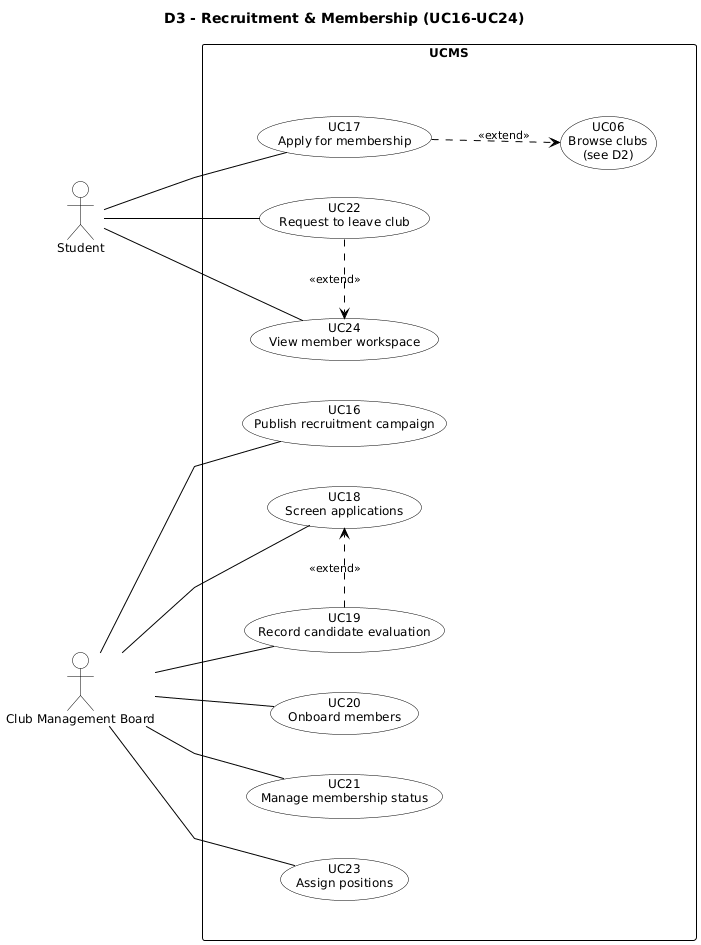 D3 - Recruitment & Membership (UC16-UC24)
UCMS
UC17
Apply for membership
«extend»
UC06
Browse clubs
(see D2)
UC22
Request to leave club
Student
«extend»
UC24
View member workspace
UC16
Publish recruitment campaign
UC18
Screen applications
«extend»
UC19
Record candidate evaluation
UC20
Onboard members
Club Management Board
UC21
Manage membership status
UC23
Assign positions